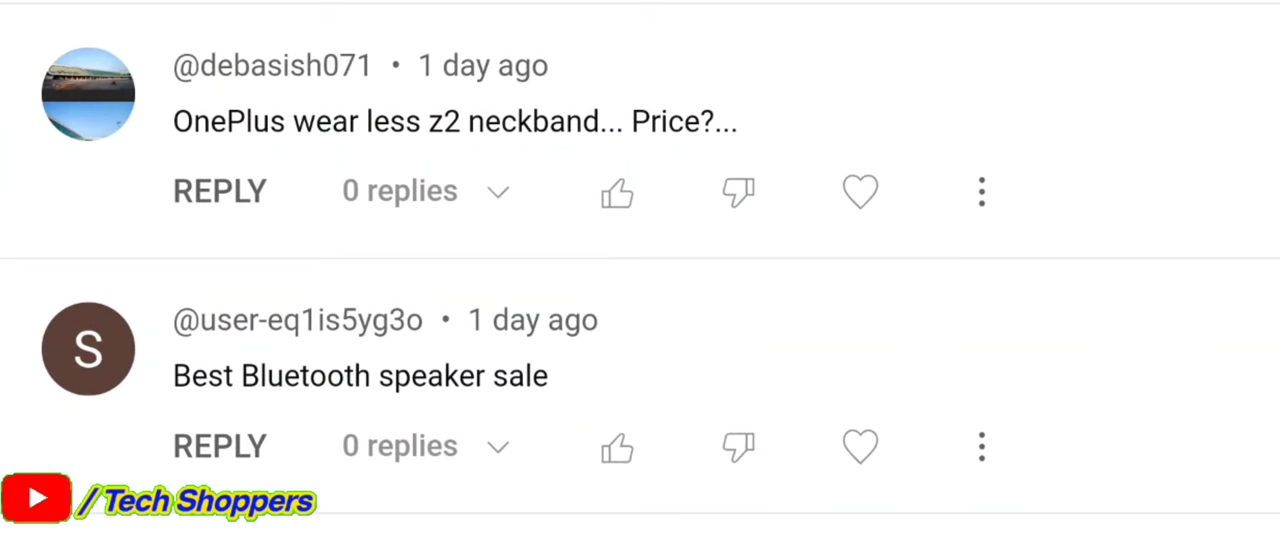 @debasish071 • 1 day ago
OnePlus wear less z2 neckband... Price?...
REPLY 0 replies
S
@user-eq1is5yg3o • 1 day ago
Best Bluetooth speaker sale
REPLY 0 replies
/Tech Shoppers